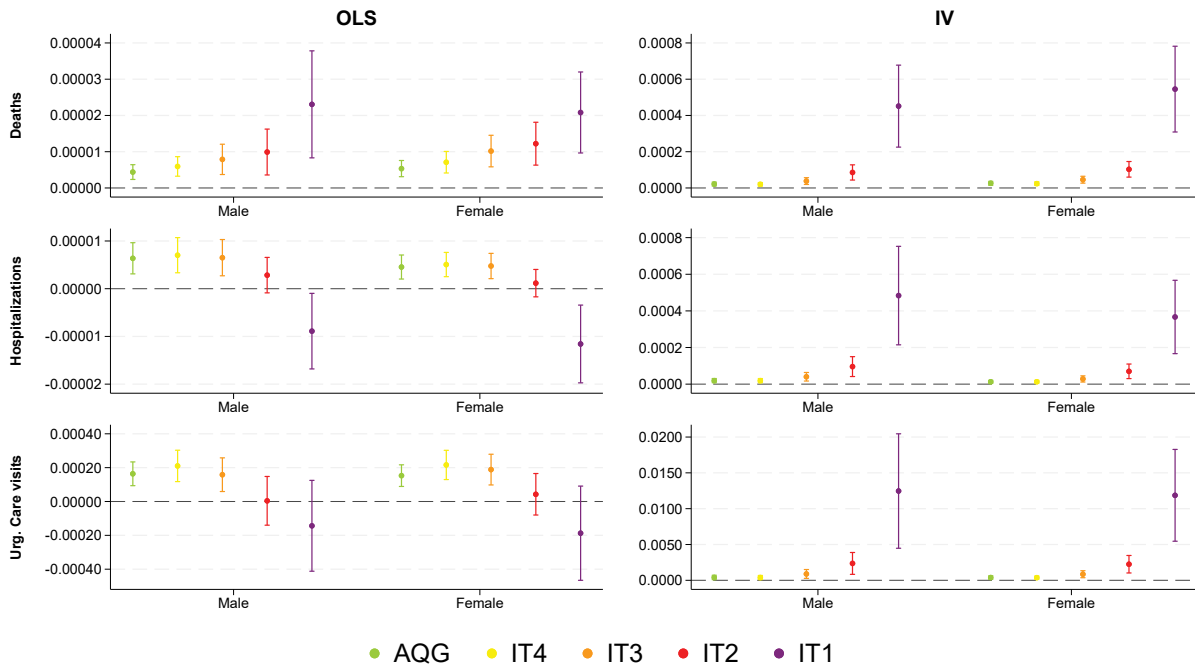 OLS
IV
Deaths
0.00004
0.00003
0.00002
0.00001
0.00000
Male
Female
0.0008
0.0006
0.0004
0.0002
0.0000
Male
Female
Hospitalizations
0.00001
0.00000
-0.00001
-0.00002
Male
Female
0.0008
0.0006
0.0004
0.0002
0.0000
Male
Female
Urg. Care visits
0.00040
0.00020
0.00000
-0.00020
-0.00040
Male
Female
0.0200
0.0150
0.0100
0.0050
0.0000
Male
Female
AQG IT4 IT3 IT2 IT1